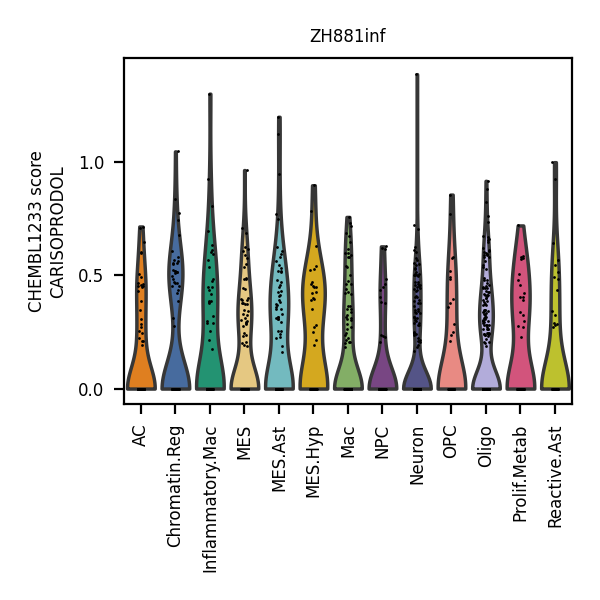 ZH881inf
CHEMBL1233 score
CARISOPRODOL
1.0
0.5
0.0
AC
Chromatin.Reg
Inflammatory.Mac
MES
MES.Ast
MES.Hyp
Mac
NPC
Neuron
OPC
Oligo
Prolif.Metab
Reactive.Ast